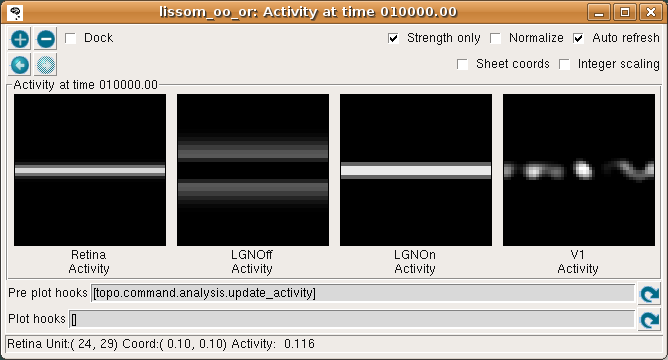 lissom_oo_or: Activity at time 010000.00
Dock Strength only Normalize Auto refresh
Sheet coords Integer scaling
Activity at time 010000.00
Retina LGNOff LGNOn V1
Activity Activity Activity Activity
Pre plot hooks [topo.command.analysis.update_activity]
Plot hooks []
Retina Unit:( 24, 29) Coord:( 0.10, 0.10) Activity: 0.116